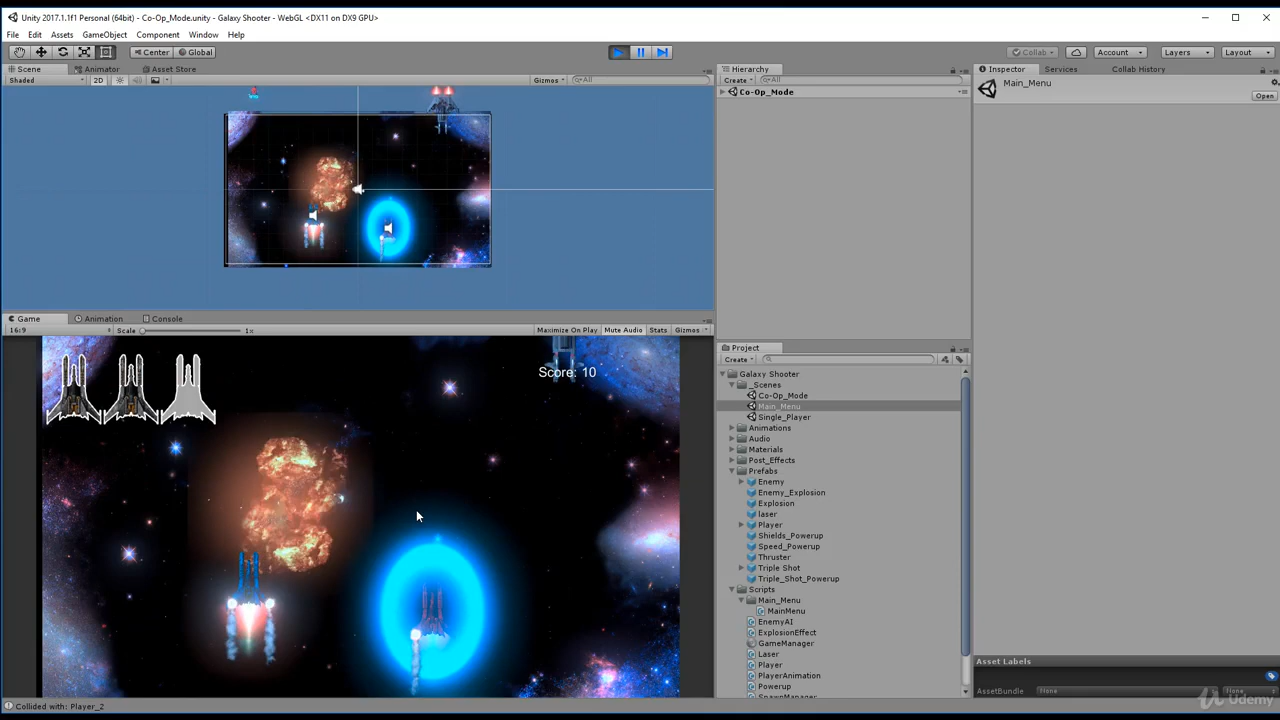 Unity 2017.1.1f1 Personal (64bit) - Co-Op_Mode.unity - Galaxy Shooter - WebGL <DX11 on DX9 GPU>
File Edit Assets GameObject Component Window Help
Center Global Collab Account Layers Layout
Scene Animator Asset Store
Shaded 2D Gizmos All
Game Animation Console
16:9 Scale 1x Maximize On Play Mute Audio Stats Gizmos
Score: 10
Hierarchy
Create All
Co-Op_Mode
Project
Create
Galaxy Shooter
_Scenes
Co-Op_Mode
Main_Menu
Single_Player
Animations
Audio
Materials
Post_Effects
Prefabs
Enemy
Enemy_Explosion
Explosion
laser
Player
Shields_Powerup
Speed_Powerup
Thruster
Triple Shot
Triple_Shot_Powerup
Scripts
Main_Menu
MainMenu
EnemyAI
ExplosionEffect
GameManager
Laser
Player
PlayerAnimation
Powerup
SpawnManager
Inspector Services Collab History
Main_Menu
Open
Asset Labels
AssetBundle None None
Collided with: Player_2
Udemy